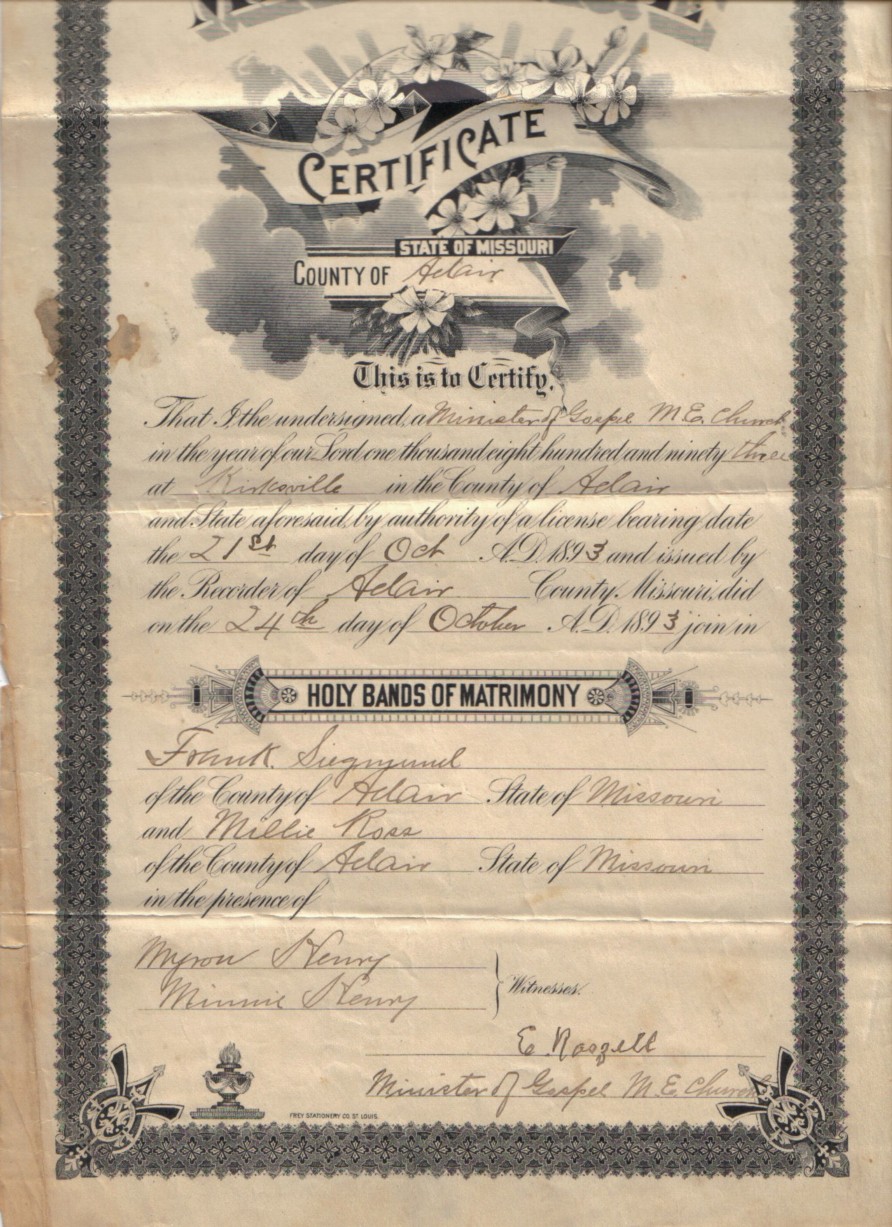 CERTIFICATE
STATE OF MISSOURI
COUNTY OF Adair
This is to Certify,
That I, the undersigned, a Minister of Gospel M.E. Church
in the year of our Lord one thousand eight hundred and ninety three
at Kirksville in the County of Adair
and State aforesaid, by authority of a license bearing date
the 21st day of Oct A.D. 1893 and issued by
the Recorder of Adair County, Missouri, did
on the 24th day of October A.D. 1893 join in
HOLY BANDS OF MATRIMONY
Frank Siegmund
of the County of Adair State of Missouri
and Millie Ross
of the County of Adair State of Missouri
in the presence of
Myron Henry
Minnie Henry
Witnesses.
E. Roszell
Minister of Gospel M.E. Church
FREY STATIONERY CO. ST. LOUIS.